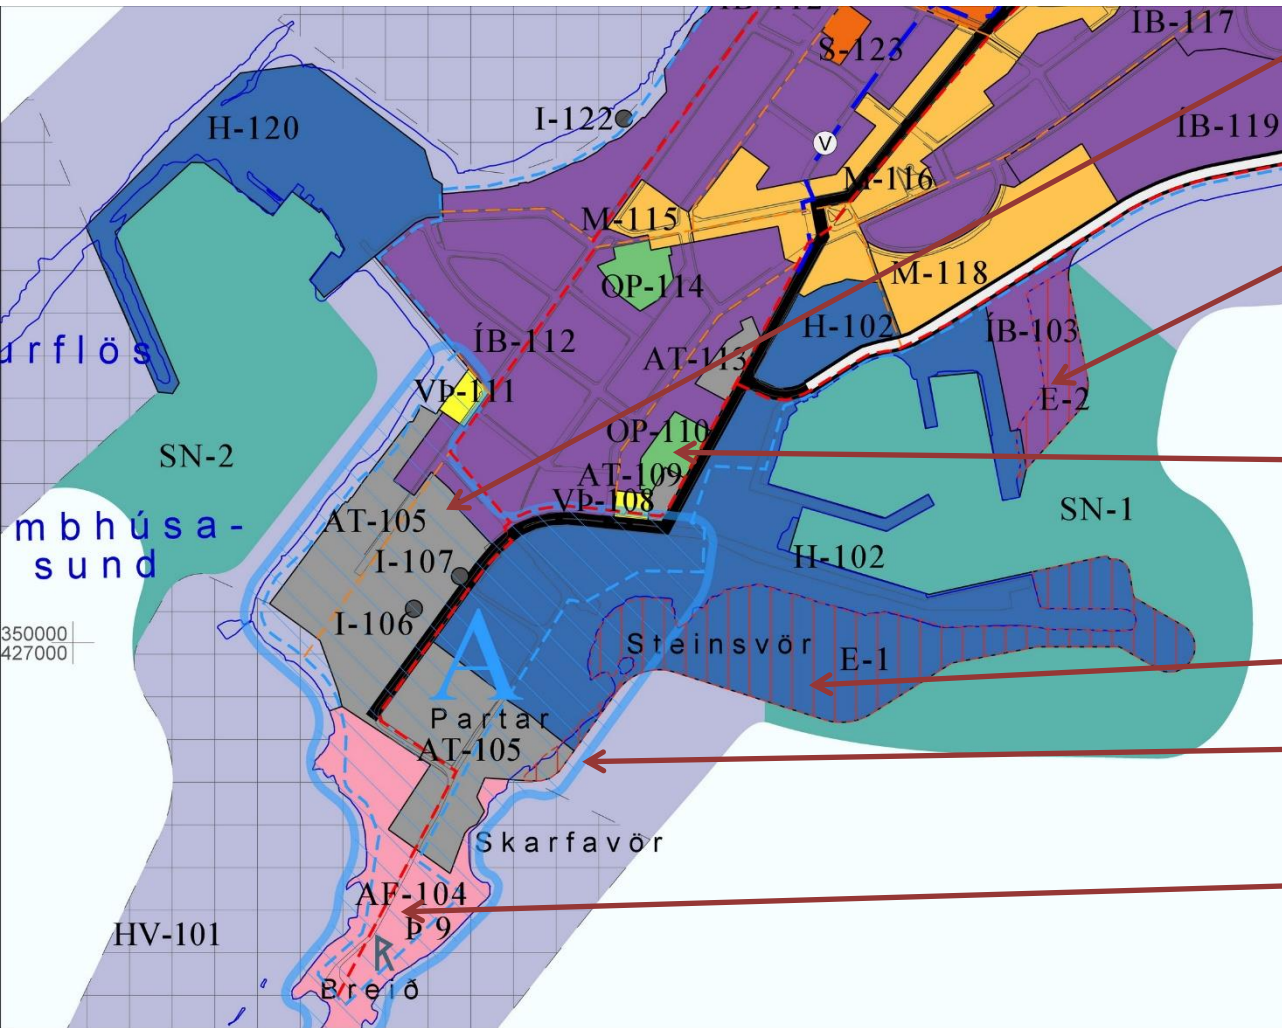 ÍB-112
ÍB-117
S-123
H-120
I-122
V
ÍB-119
M-116
M-115
M-118
OP-114
H-102
ÍB-103
urflös
ÍB-112
AT-113
VÞ-111
E-2
OP-110
SN-2
AT-109
VÞ-108
SN-1
AT-105
mbhúsa-
sund
I-107
H-102
I-106
350000
427000
Steinsvör
E-1
A
Partar
AT-105
Skarfavör
AF-104
Þ 9
HV-101
R
Breið